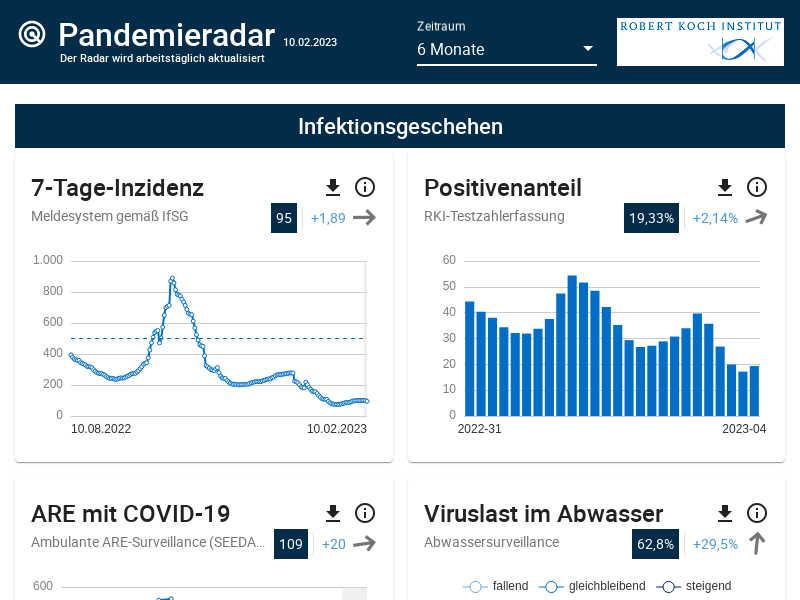 Pandemieradar 10.02.2023
Der Radar wird arbeitstäglich aktualisiert
Zeitraum
6 Monate
ROBERT KOCH INSTITUT
Infektionsgeschehen
7-Tage-Inzidenz
Meldesystem gemäß IfSG
95
+1,89
1.000
800
600
400
200
0
10.08.2022
10.02.2023
Positivenanteil
RKI-Testzahlerfassung
19,33%
+2,14%
60
50
40
30
20
10
0
2022-31
2023-04
ARE mit COVID-19
Ambulante ARE-Surveillance (SEEDA...
109
+20
600
Viruslast im Abwasser
Abwassersurveillance
62,8%
+29,5%
fallend
gleichbleibend
steigend